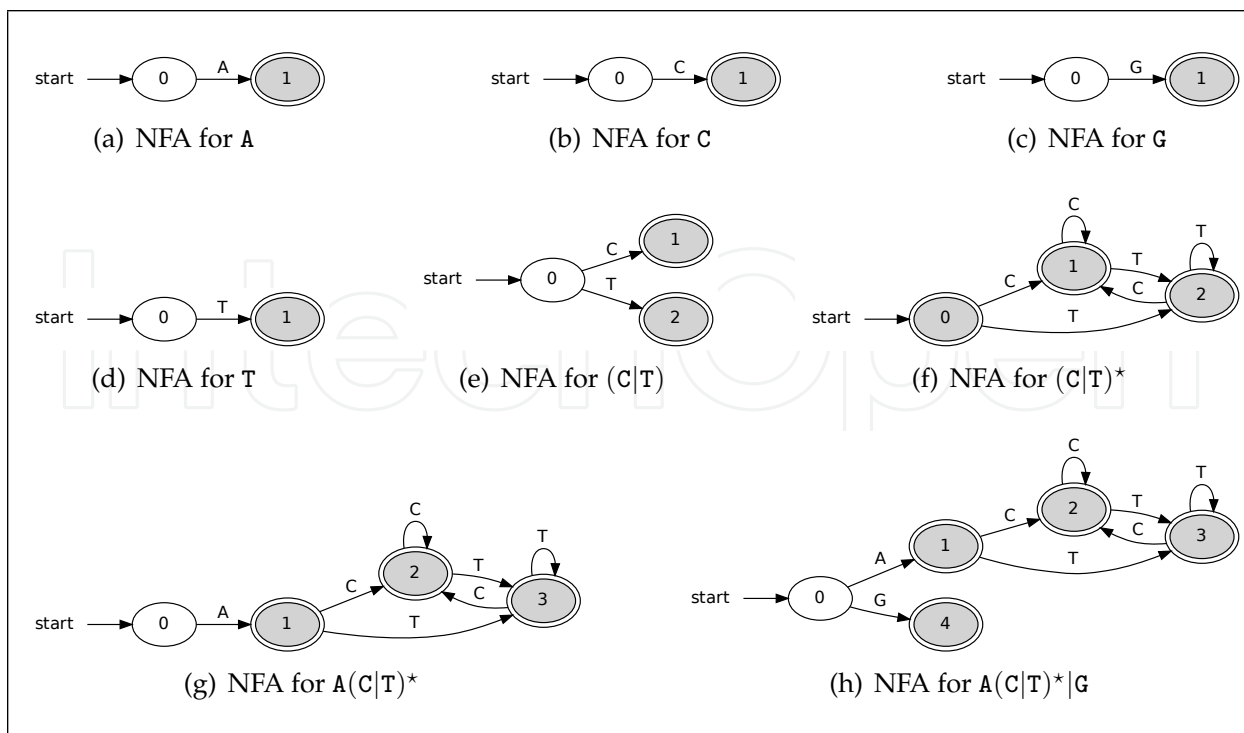 start 0 A 1
(a) NFA for A
start 0 C 1
(b) NFA for C
start 0 G 1
(c) NFA for G
start 0 T 1
(d) NFA for T
start 0 C 1 T 2
(e) NFA for (C|T)
start 0 C 1 C T 2 T C T
(f) NFA for (C|T)⋆
start 0 A 1 C 2 C T 3 T C T
(g) NFA for A(C|T)⋆
start 0 A 1 C 2 C T 3 T C T G 4
(h) NFA for A(C|T)⋆|G
IntechOpen